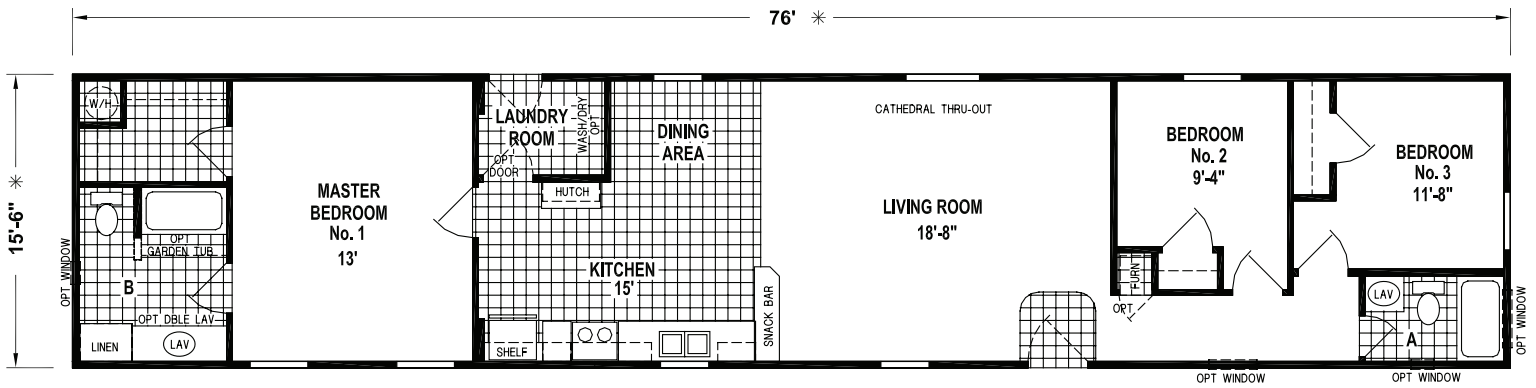 76' ✳
15'-6" ✳
W/H
MASTER
BEDROOM
No. 1
13'
LAUNDRY
ROOM
WASH/DRY
OPT
OPT
DOOR
HUTCH
DINING
AREA
KITCHEN
15'
CATHEDRAL THRU-OUT
LIVING ROOM
18'-8"
BEDROOM
No. 2
9'-4"
BEDROOM
No. 3
11'-8"
OPT
GARDEN TUB
B
OPT DBLE LAV
LINEN
LAV
OPT WINDOW
SHELF
SNACK BAR
FURN
OPT
LAV
A
OPT WINDOW
OPT WINDOW
OPT WINDOW